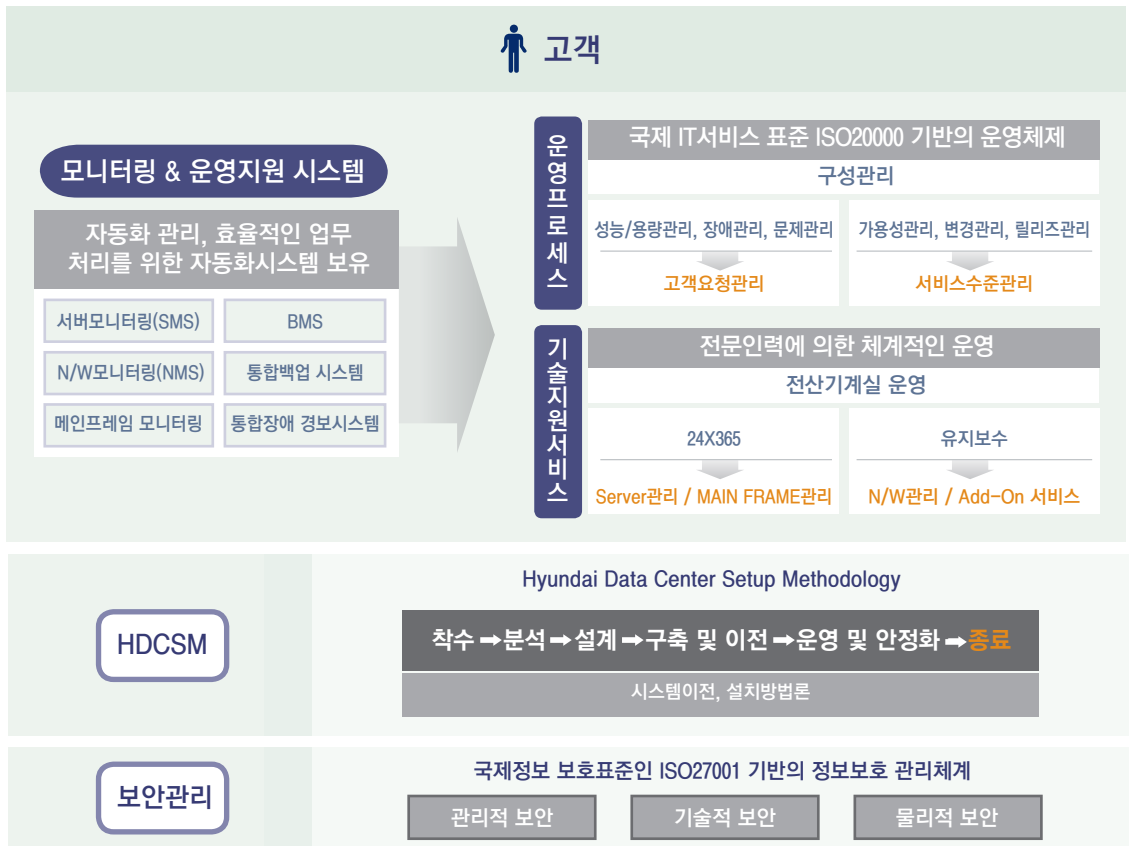 고객
모니터링 & 운영지원 시스템
자동화 관리, 효율적인 업무
처리를 위한 자동화시스템 보유
서버모니터링(SMS)
BMS
N/W모니터링(NMS)
통합백업 시스템
메인프레임 모니터링
통합장애 경보시스템
운영프로세스
국제 IT서비스 표준 ISO20000 기반의 운영체제
구성관리
성능/용량관리, 장애관리, 문제관리
고객요청관리
가용성관리, 변경관리, 릴리즈관리
서비스수준관리
기술지원서비스
전문인력에 의한 체계적인 운영
전산기계실 운영
24X365
Server관리 / MAIN FRAME관리
유지보수
N/W관리 / Add-On 서비스
HDCSM
Hyundai Data Center Setup Methodology
착수 ➡ 분석 ➡ 설계 ➡ 구축 및 이전 ➡ 운영 및 안정화 ➡ 종료
시스템이전, 설치방법론
보안관리
국제정보 보호표준인 ISO27001 기반의 정보보호 관리체계
관리적 보안
기술적 보안
물리적 보안